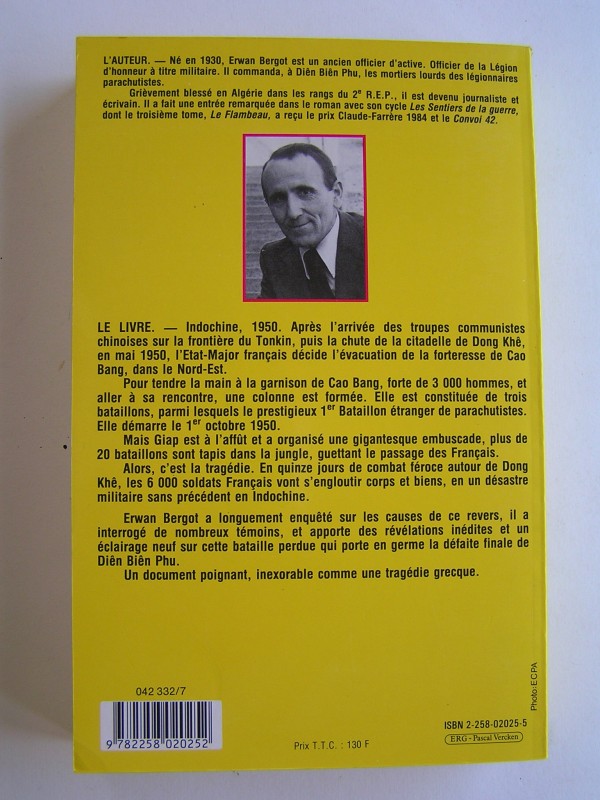 L'AUTEUR. — Né en 1930, Erwan Bergot est un ancien officier d'active. Officier de la Légion
d'honneur à titre militaire. Il commanda, à Diên Biên Phu, les mortiers lourds des légionnaires
parachutistes.
Grièvement blessé en Algérie dans les rangs du 2e R.E.P., il est devenu journaliste et
écrivain. Il a fait une entrée remarquée dans le roman avec son cycle Les Sentiers de la guerre,
dont le troisième tome, Le Flambeau, a reçu le prix Claude-Farrère 1984 et le Convoi 42.
LE LIVRE. — Indochine, 1950. Après l'arrivée des troupes communistes
chinoises sur la frontière du Tonkin, puis la chute de la citadelle de Dong Khê,
en mai 1950, l'Etat-Major français décide l'évacuation de la forteresse de Cao
Bang, dans le Nord-Est.
Pour tendre la main à la garnison de Cao Bang, forte de 3 000 hommes, et
aller à sa rencontre, une colonne est formée. Elle est constituée de trois
bataillons, parmi lesquels le prestigieux 1er Bataillon étranger de parachutistes.
Elle démarre le 1er octobre 1950.
Mais Giap est à l'affût et a organisé une gigantesque embuscade, plus de
20 bataillons sont tapis dans la jungle, guettant le passage des Français.
Alors, c'est la tragédie. En quinze jours de combat féroce autour de Dong
Khê, les 6 000 soldats Français vont s'engloutir corps et biens, en un désastre
militaire sans précédent en Indochine.
Erwan Bergot a longuement enquêté sur les causes de ce revers, il a
interrogé de nombreux témoins, et apporte des révélations inédites et un
éclairage neuf sur cette bataille perdue qui porte en germe la défaite finale de
Diên Biên Phu.
Un document poignant, inexorable comme une tragédie grecque.
Photo:ECPA
042 332/7
9 782258 020252
Prix T.T.C. : 130 F
ISBN 2-258-02025-5
ERG - Pascal Vercken